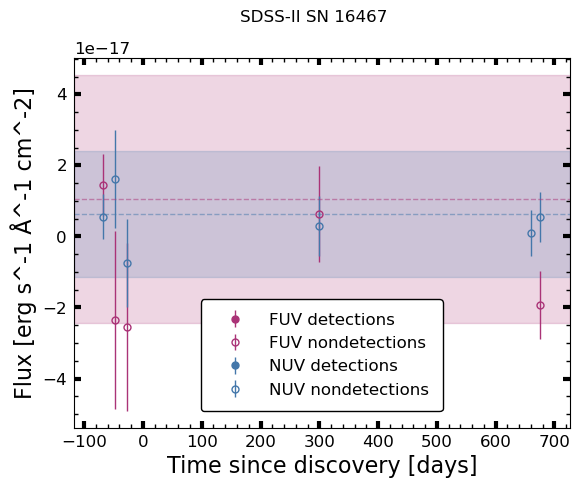 SDSS-II SN 16467
1e−17
Flux [erg s^-1 Å^-1 cm^-2]
4
2
0
−2
−4
FUV detections
FUV nondetections
NUV detections
NUV nondetections
−100 0 100 200 300 400 500 600 700
Time since discovery [days]